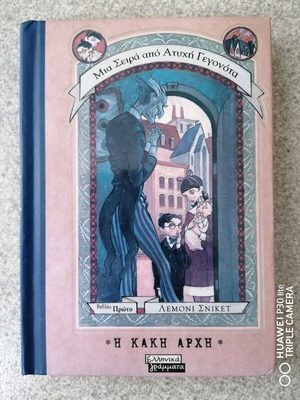 Μια Σειρά από Ατυχή Γεγονότα
Βιβλίο Πρώτο
ΛΕΜΟΝΙ ΣΝΙΚΕΤ
*Η ΚΑΚΗ ΑΡΧΗ*
Ελληνικά
γράμματα
HUAWEI P30 lite
TRIPLE CAMERA